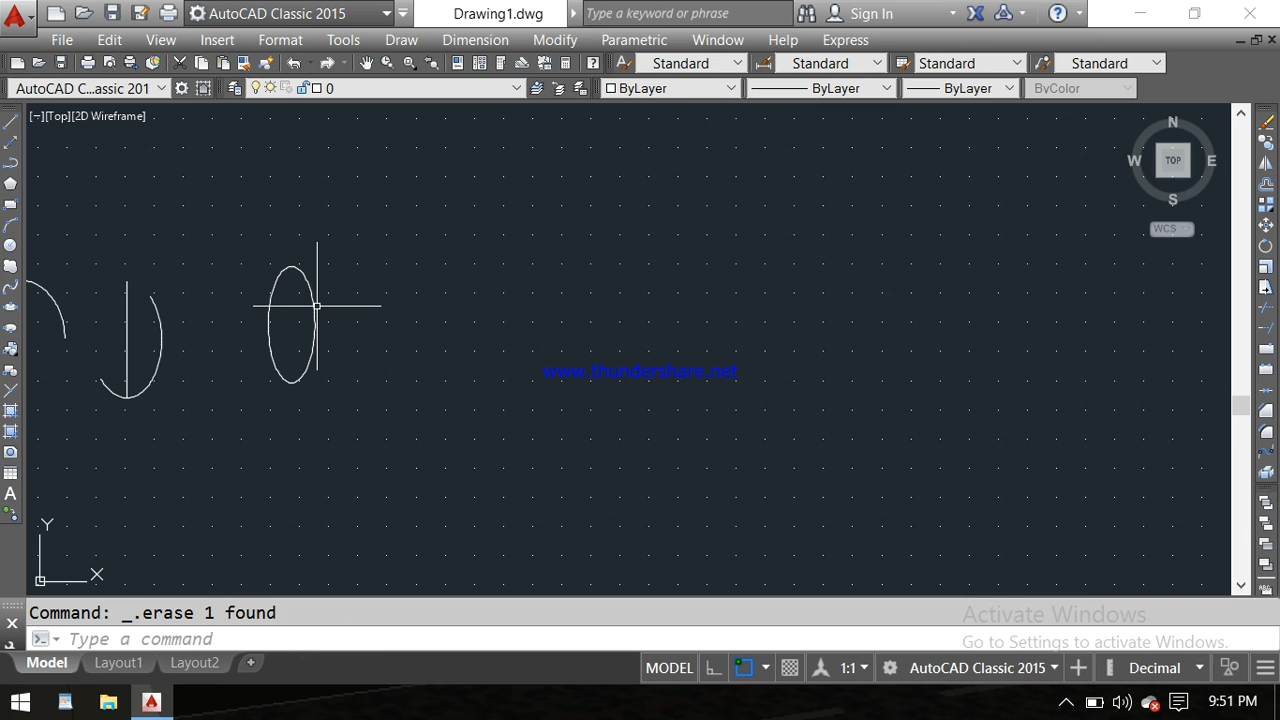 AutoCAD Classic 2015
Drawing1.dwg
Type a keyword or phrase
Sign In
File Edit View Insert Format Tools Draw Dimension Modify Parametric Window Help Express
Standard Standard Standard Standard
AutoCAD C...assic 201 0 ByLayer ByLayer ByLayer ByColor
[−][Top][2D Wireframe]
N
W TOP E
S
WCS
www.thundershare.net
Y
X
Command: _.erase 1 found
Type a command
Activate Windows
Go to Settings to activate Windows.
Model Layout1 Layout2
MODEL 1:1 AutoCAD Classic 2015 Decimal
9:51 PM